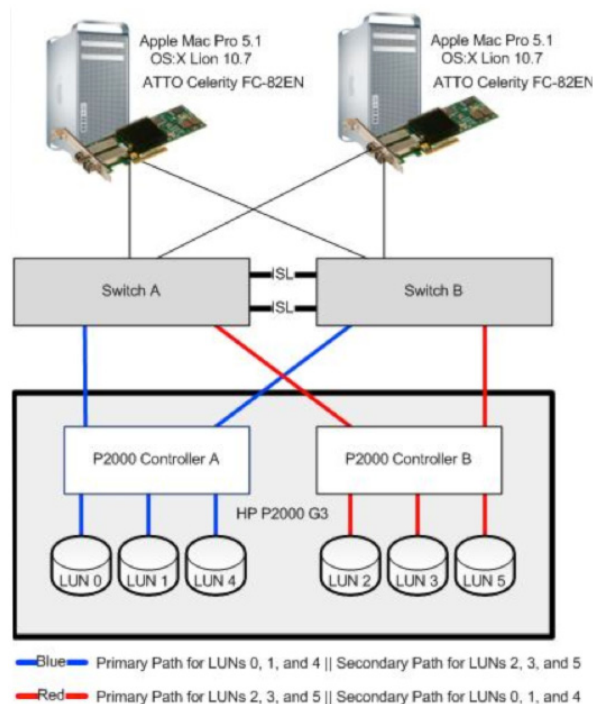 Apple Mac Pro 5.1
OS:X Lion 10.7
ATTO Celerity FC-82EN
Apple Mac Pro 5.1
OS:X Lion 10.7
ATTO Celerity FC-82EN
Switch A
ISL
ISL
Switch B
P2000 Controller A
P2000 Controller B
HP P2000 G3
LUN 0
LUN 1
LUN 4
LUN 2
LUN 3
LUN 5
Blue Primary Path for LUNs 0, 1, and 4 || Secondary Path for LUNs 2, 3, and 5
Red Primary Path for LUNs 2, 3, and 5 || Secondary Path for LUNs 0, 1, and 4